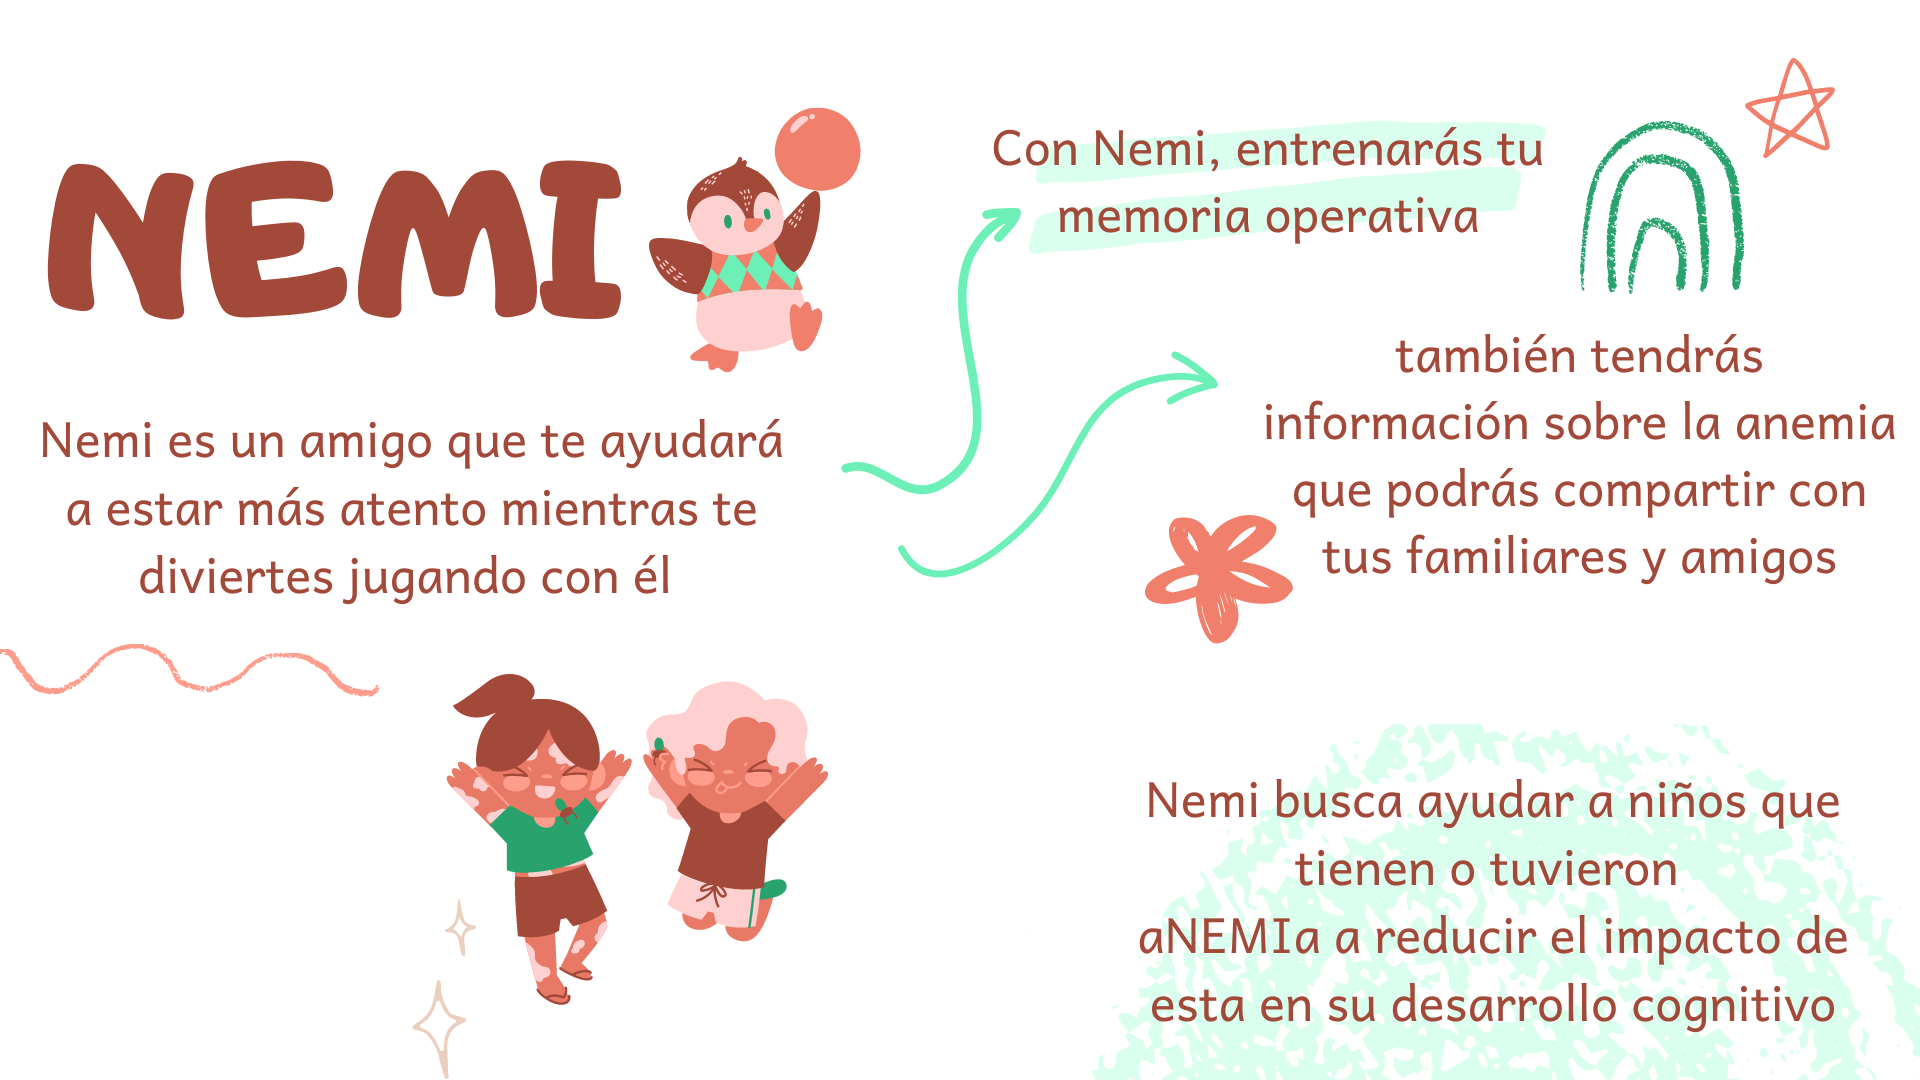 NEMI
Nemi es un amigo que te ayudará
a estar más atento mientras te
diviertes jugando con él
Con Nemi, entrenarás tu
memoria operativa
también tendrás
información sobre la anemia
que podrás compartir con
tus familiares y amigos
Nemi busca ayudar a niños que
tienen o tuvieron
aNEMIa a reducir el impacto de
esta en su desarrollo cognitivo